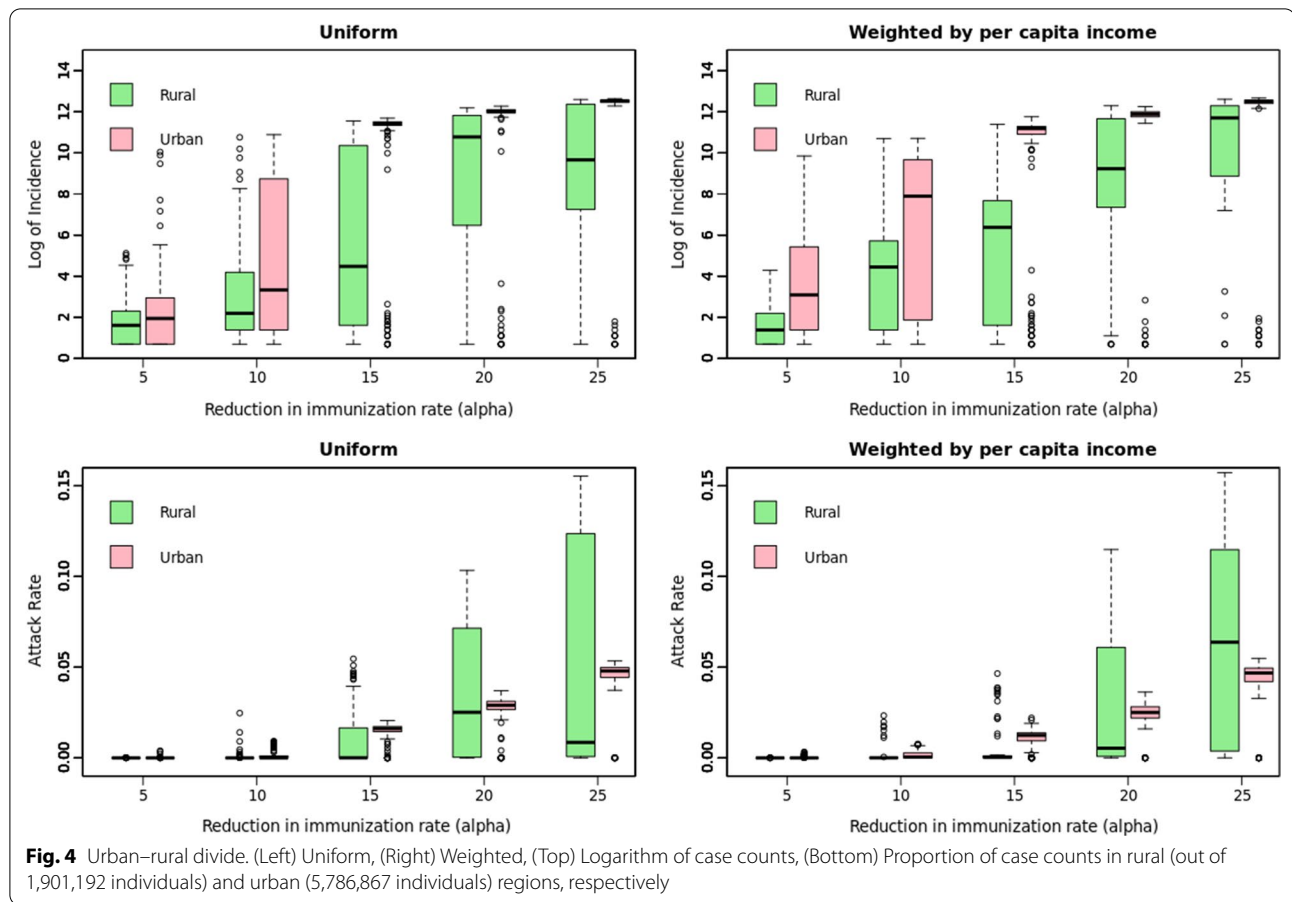 Uniform
14
12
10
8
6
4
2
0
Log of Incidence
Rural
Urban
5 10 15 20 25
Reduction in immunization rate (alpha)
Weighted by per capita income
14
12
10
8
6
4
2
0
Log of Incidence
Rural
Urban
5 10 15 20 25
Reduction in immunization rate (alpha)
Uniform
0.15
0.10
0.05
0.00
Attack Rate
Rural
Urban
5 10 15 20 25
Reduction in immunization rate (alpha)
Weighted by per capita income
0.15
0.10
0.05
0.00
Attack Rate
Rural
Urban
5 10 15 20 25
Reduction in immunization rate (alpha)
Fig. 4 Urban–rural divide. (Left) Uniform, (Right) Weighted, (Top) Logarithm of case counts, (Bottom) Proportion of case counts in rural (out of
1,901,192 individuals) and urban (5,786,867 individuals) regions, respectively